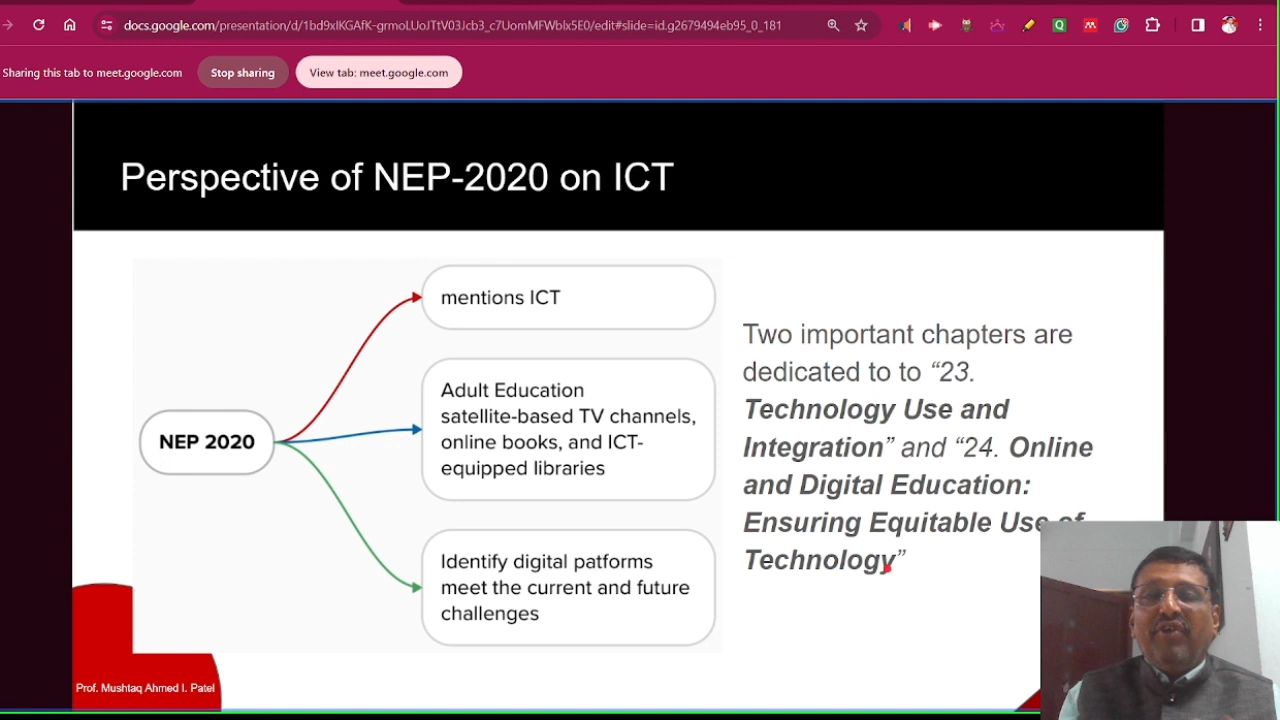 docs.google.com/presentation/d/1bd9xlKGAfK-grmoLUoJTtV03Jcb3_c7UomMFWblx5E0/edit#slide=id.g2679494eb95_0_181
Sharing this tab to meet.google.com
Stop sharing
View tab: meet.google.com
Perspective of NEP-2020 on ICT
NEP 2020
mentions ICT
Adult Education
satellite-based TV channels,
online books, and ICT-
equipped libraries
Identify digital patforms
meet the current and future
challenges
Two important chapters are
dedicated to to “23.
Technology Use and
Integration” and “24. Online
and Digital Education:
Ensuring Equitable Use of
Technology”
Prof. Mushtaq Ahmed I. Patel